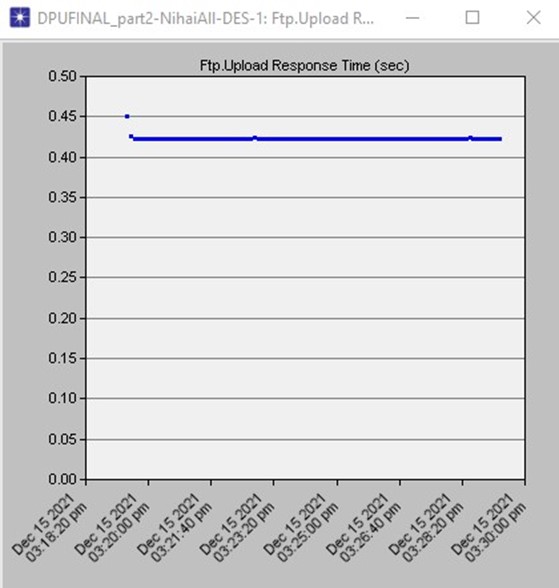 DPUFINAL_part2-NihaiAll-DES-1: Ftp.Upload R...
Ftp.Upload Response Time (sec)
0.50
0.45
0.40
0.35
0.30
0.25
0.20
0.15
0.10
0.05
0.00
Dec 15 2021
03:18:20 pm
Dec 15 2021
03:20:00 pm
Dec 15 2021
03:21:40 pm
Dec 15 2021
03:23:20 pm
Dec 15 2021
03:25:00 pm
Dec 15 2021
03:26:40 pm
Dec 15 2021
03:28:20 pm
Dec 15 2021
03:30:00 pm